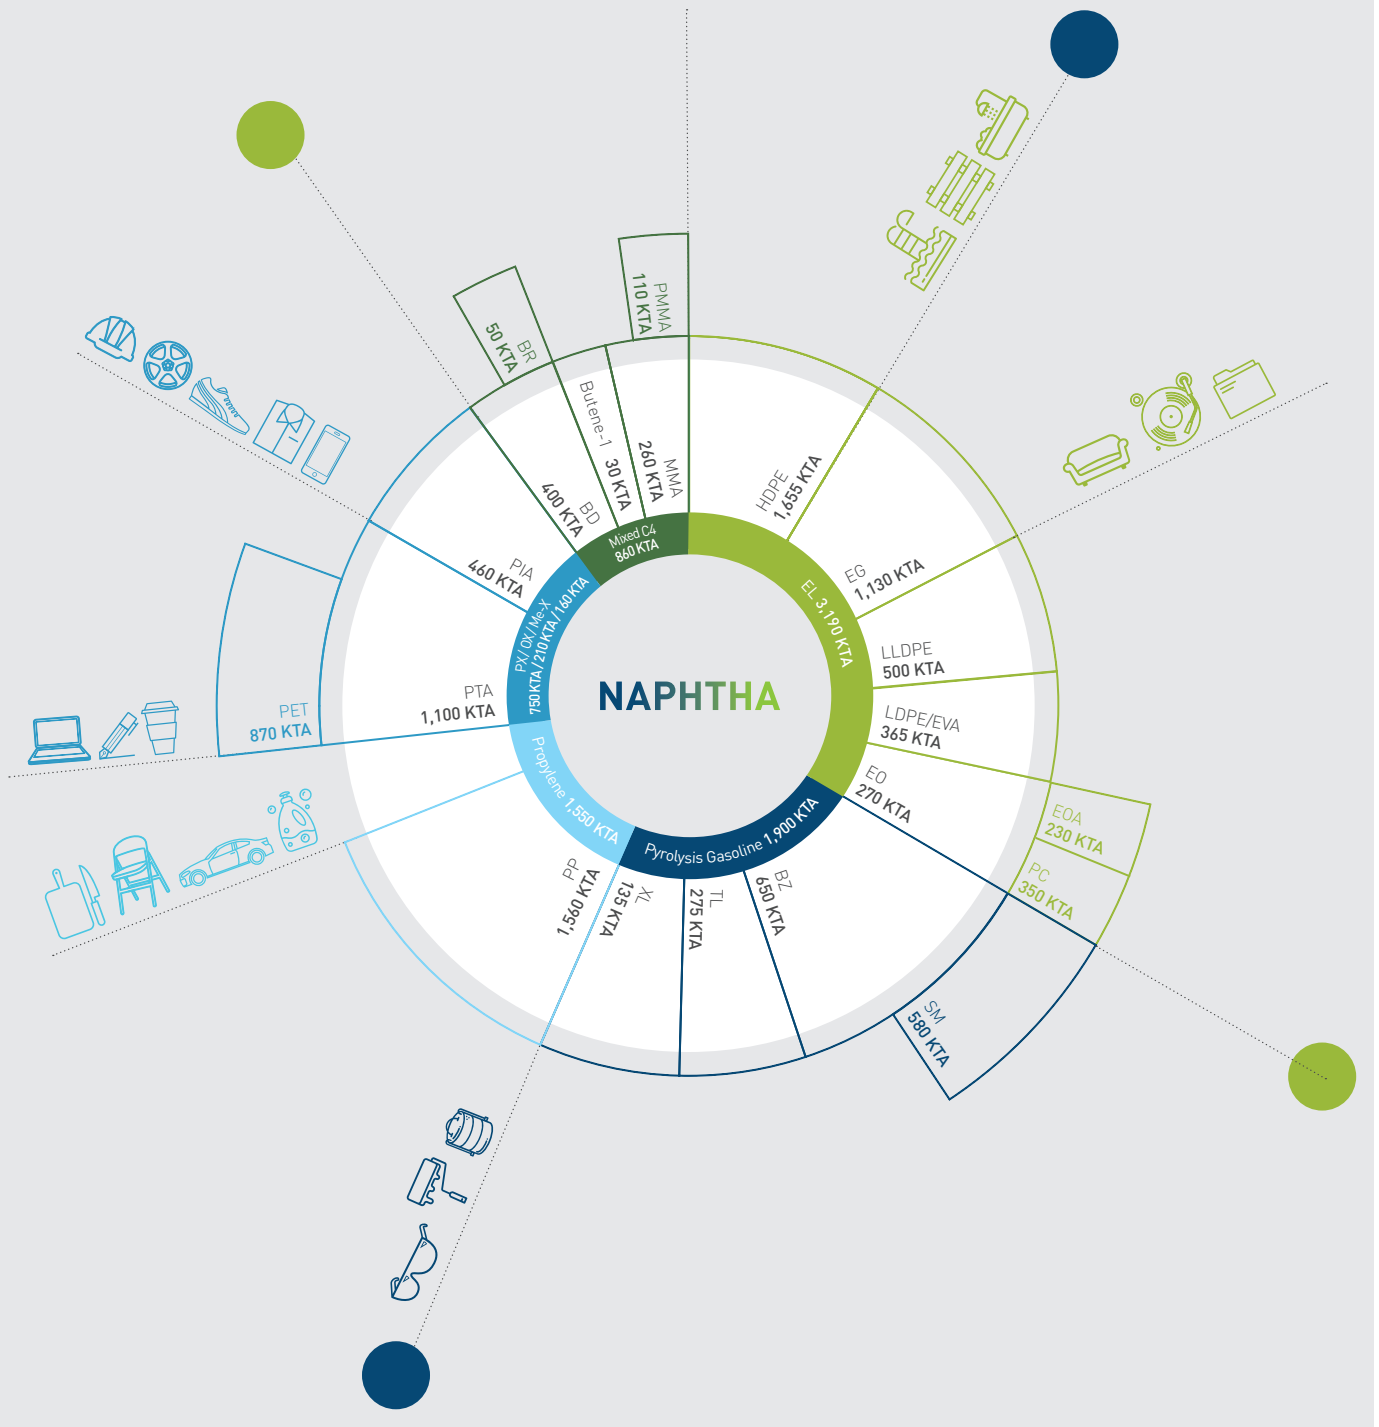 NAPHTHA
EL 3,190 KTA
HDPE
1,655 KTA
EG
1,130 KTA
LLDPE
500 KTA
LDPE/EVA
365 KTA
EO
270 KTA
EOA
230 KTA
PC
350 KTA
Pyrolysis Gasoline 1,900 KTA
SM
580 KTA
BZ
650 KTA
TL
275 KTA
XL
135 KTA
Propylene 1,550 KTA
PP
1,560 KTA
PX/ OX/ Me-X
750 KTA/ 210 KTA/ 160 KTA
PTA
1,100 KTA
PET
870 KTA
PIA
460 KTA
Mixed C4
860 KTA
BD
400 KTA
BR
50 KTA
Butene-1
30 KTA
MMA
260 KTA
PMMA
110 KTA